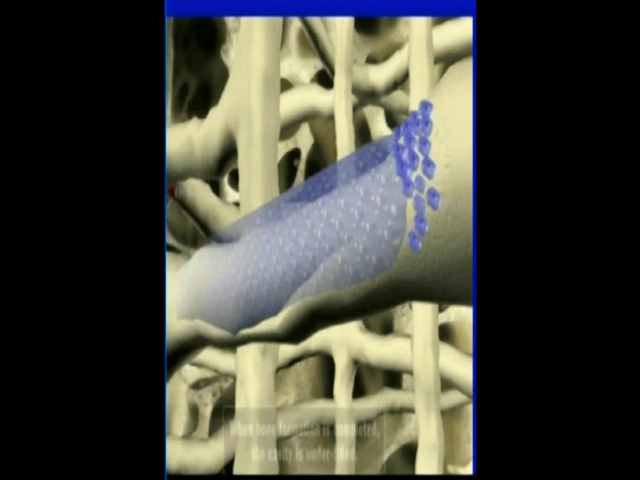 When bone formation is completed,
the cavity is under-filled.